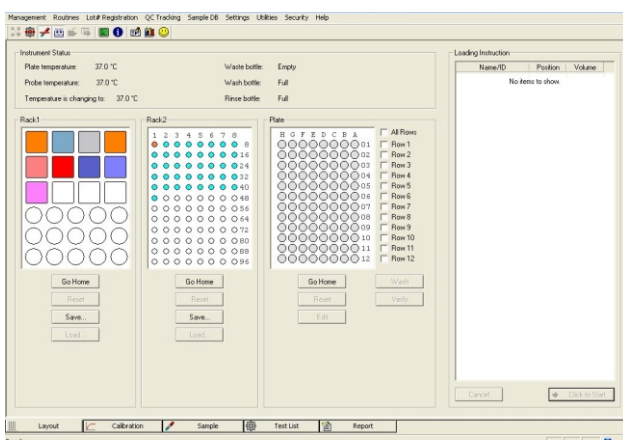 Management Routines Lot# Registration QC Tracking Sample DB Settings Utilities Security Help
Instrument Status
Plate temperature: 37.0 °C Waste bottle: Empty
Probe temperature: 37.0 °C Wash bottle: Full
Temperature is changing to: 37.0 °C Rinse bottle: Full
Loading Instruction
Name/ID Position Volume
No items to show.
Rack1
Go Home
Reset
Save...
Load...
Rack2
1 2 3 4 5 6 7 8
8
16
24
32
40
48
56
64
72
80
88
96
Go Home
Reset
Save...
Load...
Plate
H G F E D C B A
01
02
03
04
05
06
07
08
09
10
11
12
All Rows
Row 1
Row 2
Row 3
Row 4
Row 5
Row 6
Row 7
Row 8
Row 9
Row 10
Row 11
Row 12
Go Home Wash
Reset Verify
Edit
Cancel Click to Start
Layout Calibration Sample Test List Report